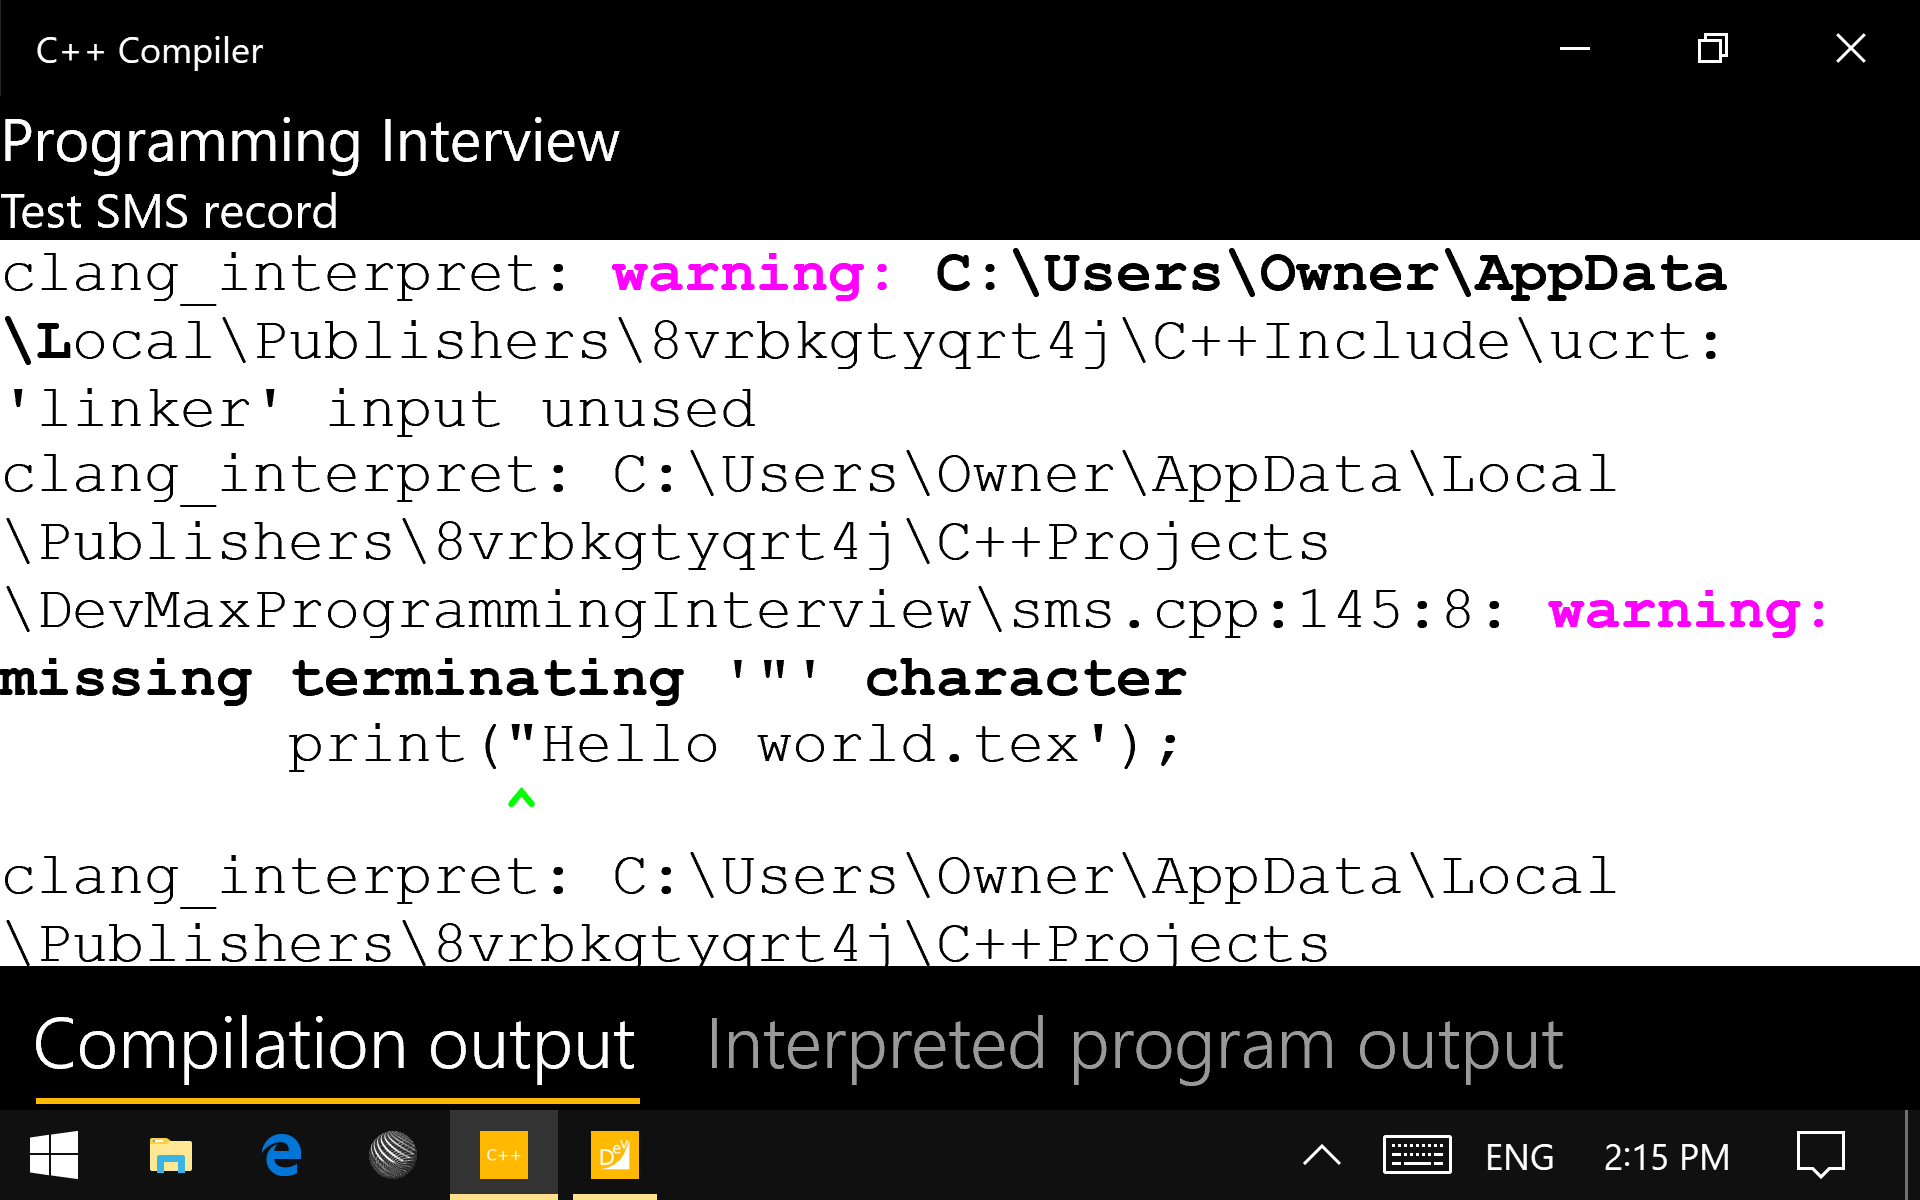 C++ Compiler
Programming Interview
Test SMS record
clang_interpret: warning: C:\Users\Owner\AppData
\Local\Publishers\8vrbkgtyqrt4j\C++Include\ucrt:
'linker' input unused
clang_interpret: C:\Users\Owner\AppData\Local
\Publishers\8vrbkgtyqrt4j\C++Projects
\DevMaxProgrammingInterview\sms.cpp:145:8: warning:
missing terminating '"' character
print("Hello world.tex');
^
clang_interpret: C:\Users\Owner\AppData\Local
\Publishers\8vrbkgtyqrt4j\C++Projects
Compilation output Interpreted program output
C++ Dev ENG 2:15 PM